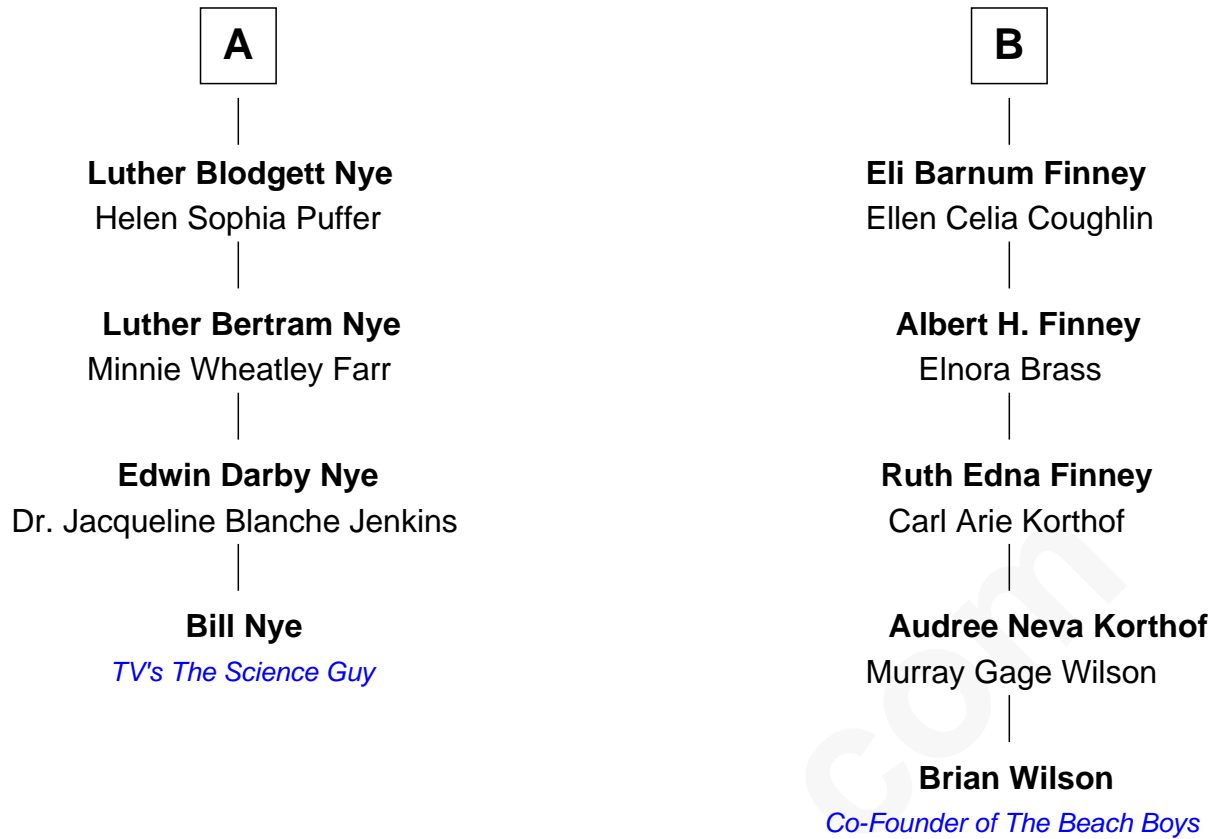 A
Luther Blodgett Nye
Helen Sophia Puffer
Luther Bertram Nye
Minnie Wheatley Farr
Edwin Darby Nye
Dr. Jacqueline Blanche Jenkins
Bill Nye
TV's The Science Guy
B
Eli Barnum Finney
Ellen Celia Coughlin
Albert H. Finney
Elnora Brass
Ruth Edna Finney
Carl Arie Korthof
Audree Neva Korthof
Murray Gage Wilson
Brian Wilson
Co-Founder of The Beach Boys
com